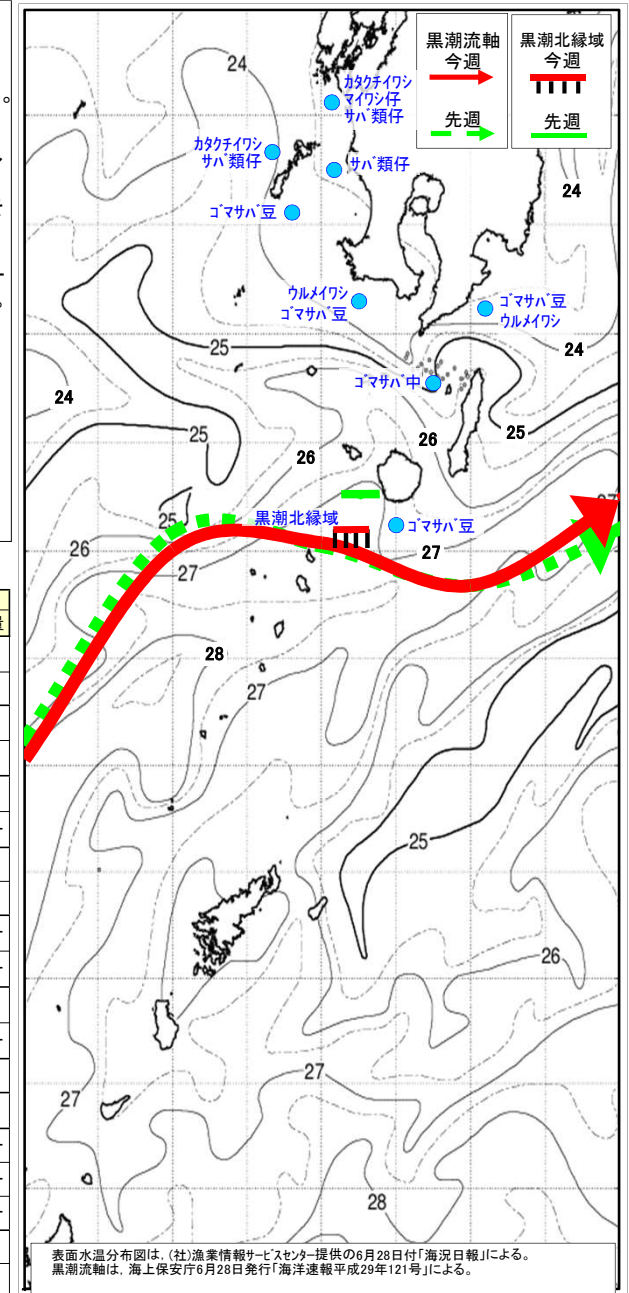 黒潮流軸
今週
先週
黒潮北縁域
今週
先週
24
カタクチイワシ
マイワシ仔
サバ類仔
カタクチイワシ
サバ類仔
サバ類仔
24
ゴマサバ豆
ウルメイワシ
ゴマサバ豆
ゴマサバ豆
ウルメイワシ
25
24
ゴマサバ中
24
25
26
25
26
黒潮北縁域
25
ゴマサバ豆
27
26
27
27
28
27
25
26
27
27
28
表面水温分布図は,(社)漁業情報サービスセンター提供の6月28日付「海況日報」による。
黒潮流軸は,海上保安庁6月28日発行「海洋速報平成29年121号」による。